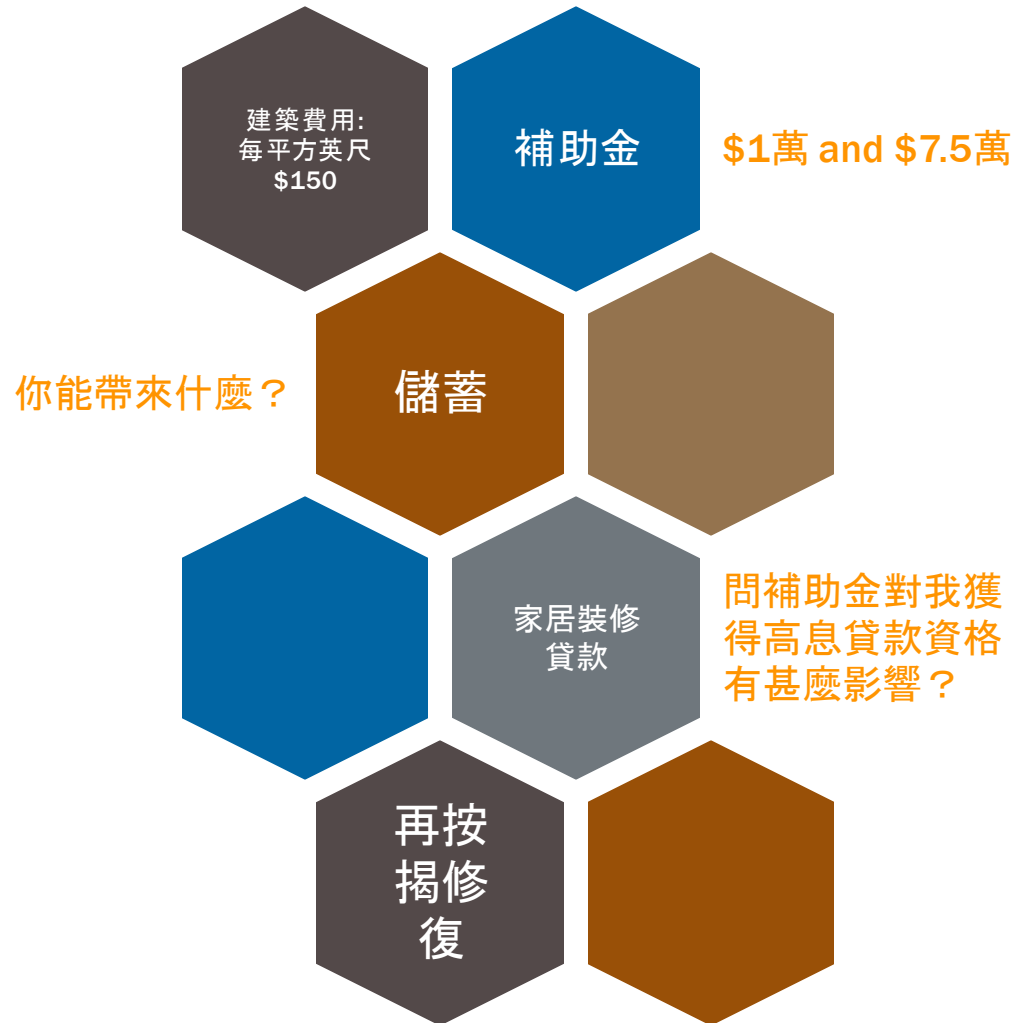 建築費用:
每平方英尺
$150
補助金
$1萬 and $7.5萬
你能帶來什麼？
儲蓄
家居裝修
貸款
問補助金對我獲
得高息貸款資格
有甚麼影響？
再按
揭修
復